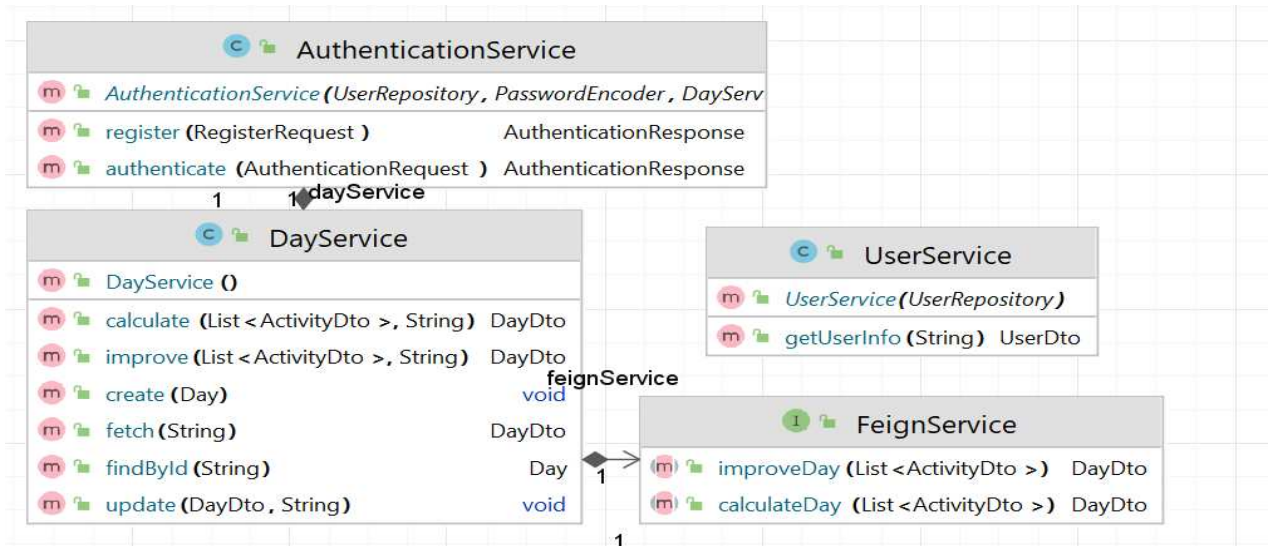 C AuthenticationService
m AuthenticationService(UserRepository, PasswordEncoder, DayServ
m register(RegisterRequest) AuthenticationResponse
m authenticate(AuthenticationRequest) AuthenticationResponse
1 1 dayService
C DayService
m DayService()
m calculate(List<ActivityDto>, String) DayDto
m improve(List<ActivityDto>, String) DayDto
m create(Day) void
m fetch(String) DayDto
m findById(String) Day
m update(DayDto, String) void
C UserService
m UserService(UserRepository)
m getUserInfo(String) UserDto
feignService
1
I FeignService
m improveDay(List<ActivityDto>) DayDto
m calculateDay(List<ActivityDto>) DayDto
1